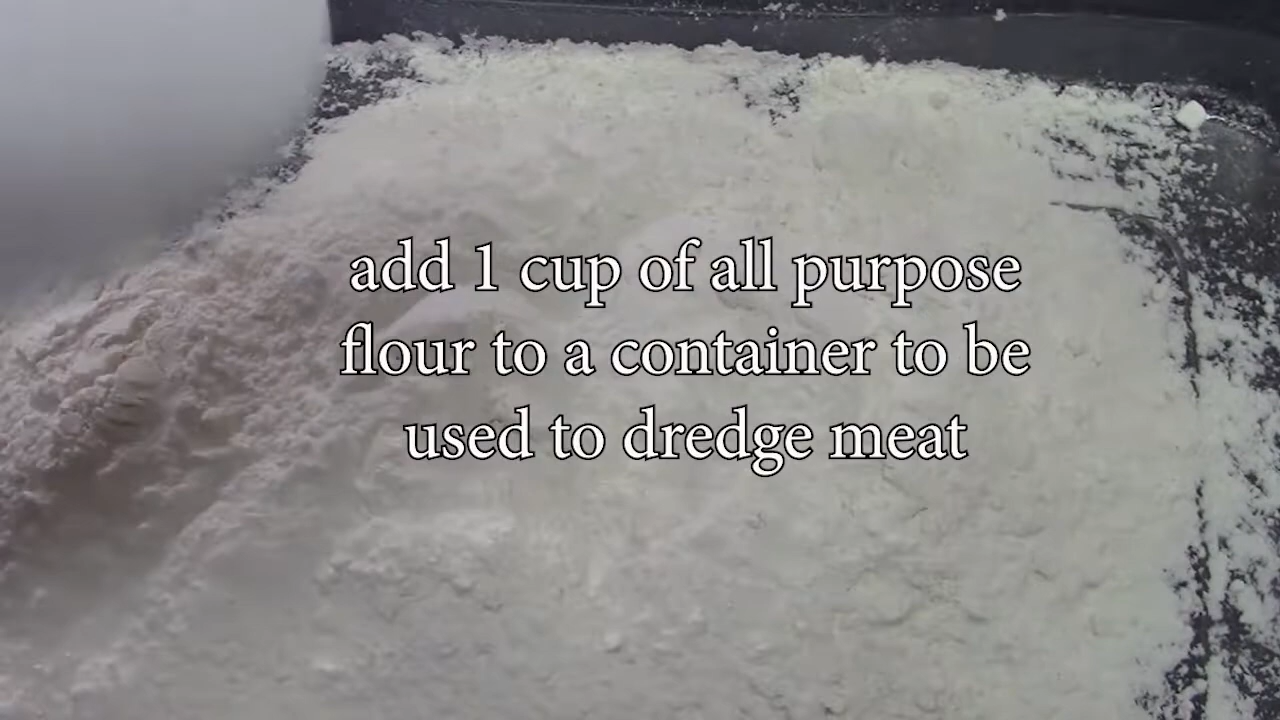 add 1 cup of all purpose
flour to a container to be
used to dredge meat